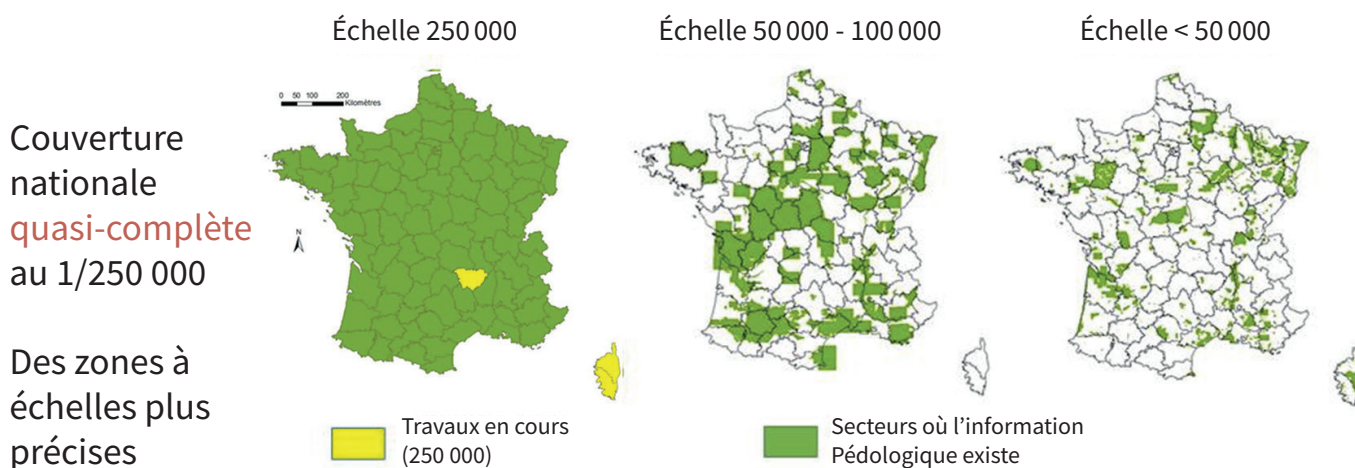 Échelle 250 000
Échelle 50 000 - 100 000
Échelle < 50 000
0 50 100 200
Kilomètres
N
Couverture
nationale
quasi-complète
au 1/250 000
Des zones à
échelles plus
précises
Travaux en cours
(250 000)
Secteurs où l’information
Pédologique existe